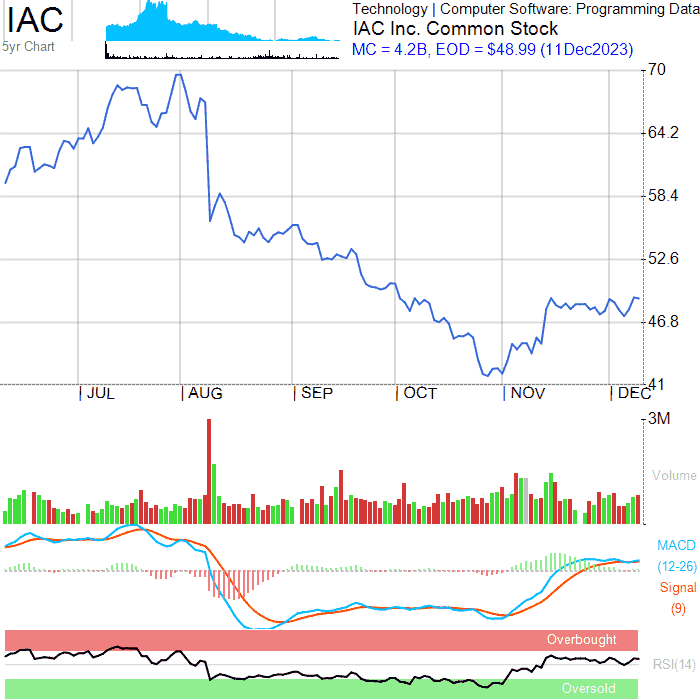 IAC
5yr Chart
Technology | Computer Software: Programming Data
IAC Inc. Common Stock
MC = 4.2B, EOD = $48.99 (11Dec2023)
70
64.2
58.4
52.6
46.8
41
JUL AUG SEP OCT NOV DEC
3M
Volume
MACD
(12-26)
Signal
(9)
Overbought
RSI(14)
Oversold